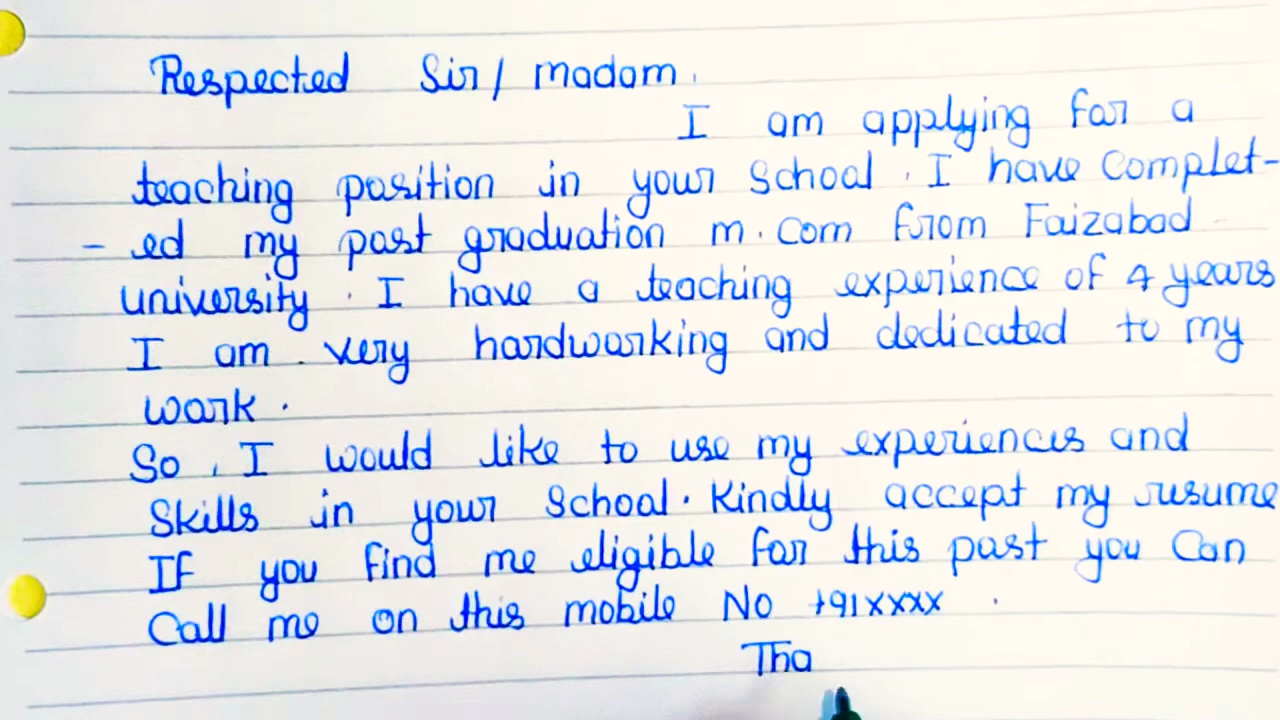 Respected Sir / madam.
I am applying for a
teaching position in your School. I have Complet-
- ed my post graduation m. Com from Faizabad
university. I have a teaching experience of 4 years
I am very hardworking and dedicated to my
work.
So, I would like to use my experiences and
Skills in your School. Kindly accept my resume
If you find me eligible for this post you Can
Call me on this mobile No +91xxxx .
Tha